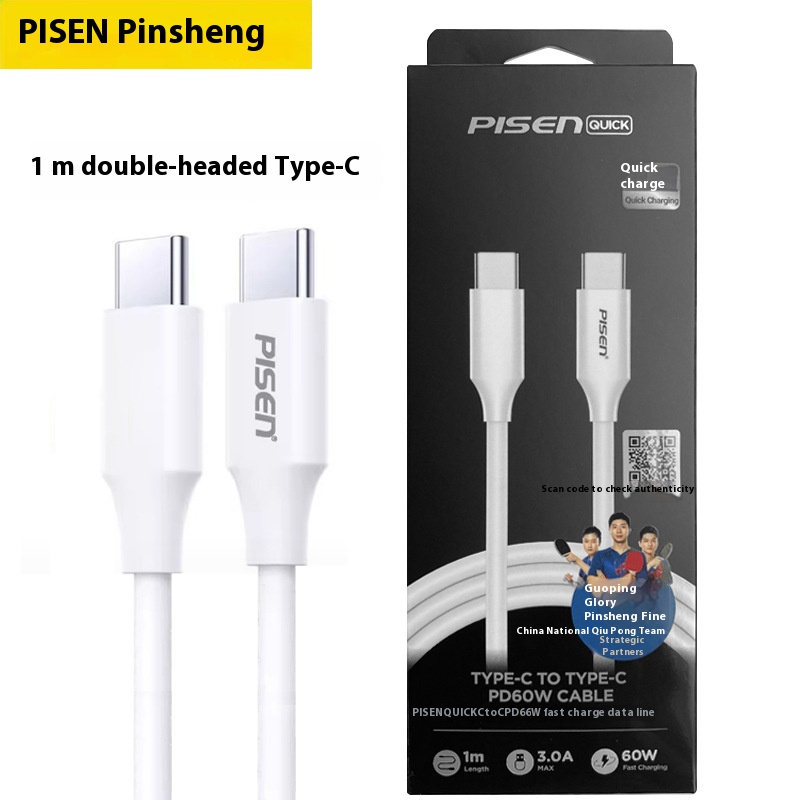 PISEN Pinsheng
1 m double-headed Type-C
PISEN
PISEN QUICK
Quick
charge
Quick Charging
PISEN
Scan code to check authenticity
Guoping
Glory
Pinsheng Fine
China National Qiu Pong Team
Strategic
Partners
TYPE-C TO TYPE-C
PD60W CABLE
PISENQUICKCtoCPD66W fast charge data line
1m
Length
3.0A
MAX
60W
Fast Charging